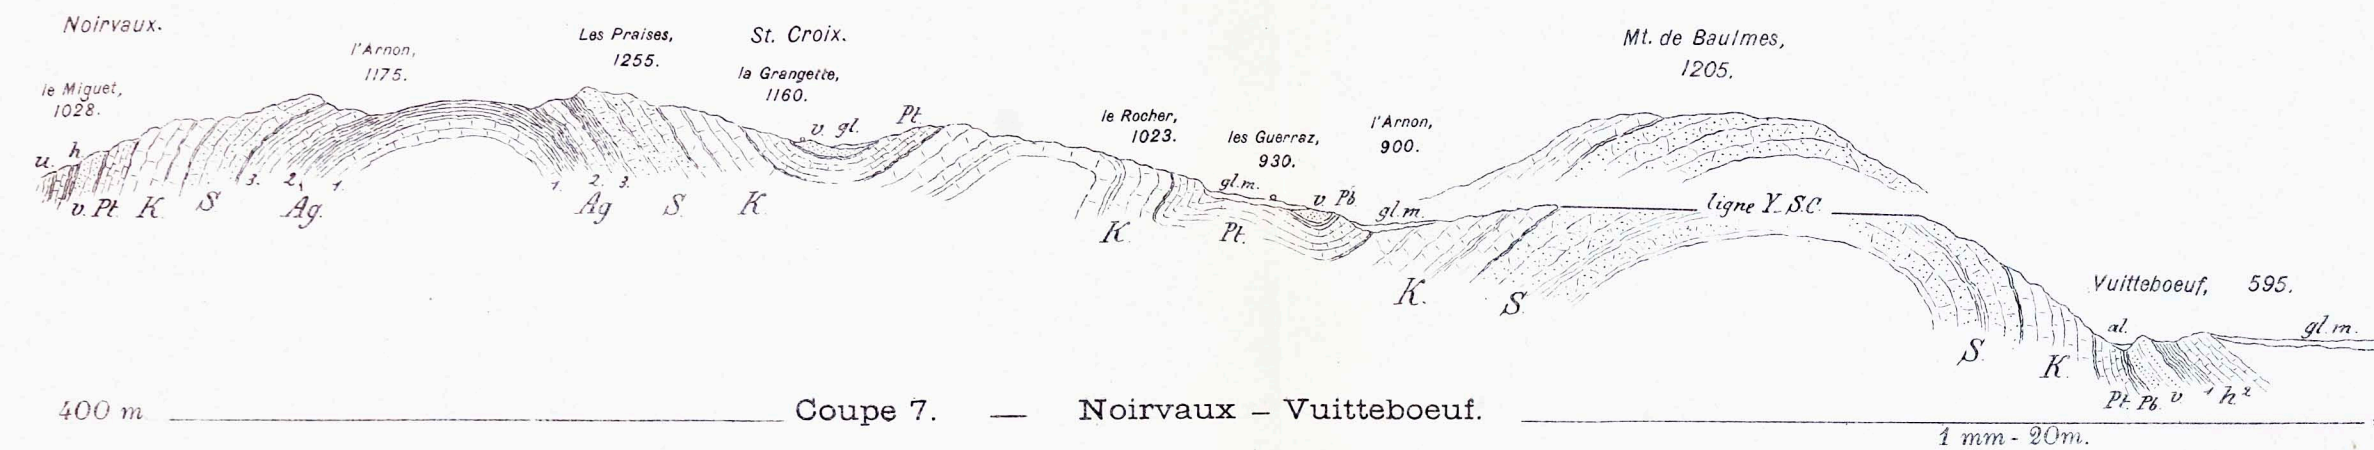 Noirvaux.
le Miguet,
1028.
l'Arnon,
1175.
Les Praises,
1255.
St. Croix.
la Grangette,
1160.
le Rocher,
1023.
les Guerraz,
930.
l'Arnon,
900.
Mt. de Baulmes,
1205.
Vuitteboeuf, 595.
u. h
v. Pt K S 3. 2. Ag. 1.
1. 2. Ag 3. S K
v. gl. Pt.
K Pt.
gl. m. v Pb gl. m.
K. S
ligne Y. S.C.
S K
al. gl. m.
Pt. Pb. v 1 h 2
400 m
Coupe 7. — Noirvaux – Vuitteboeuf.
1 mm - 20m.